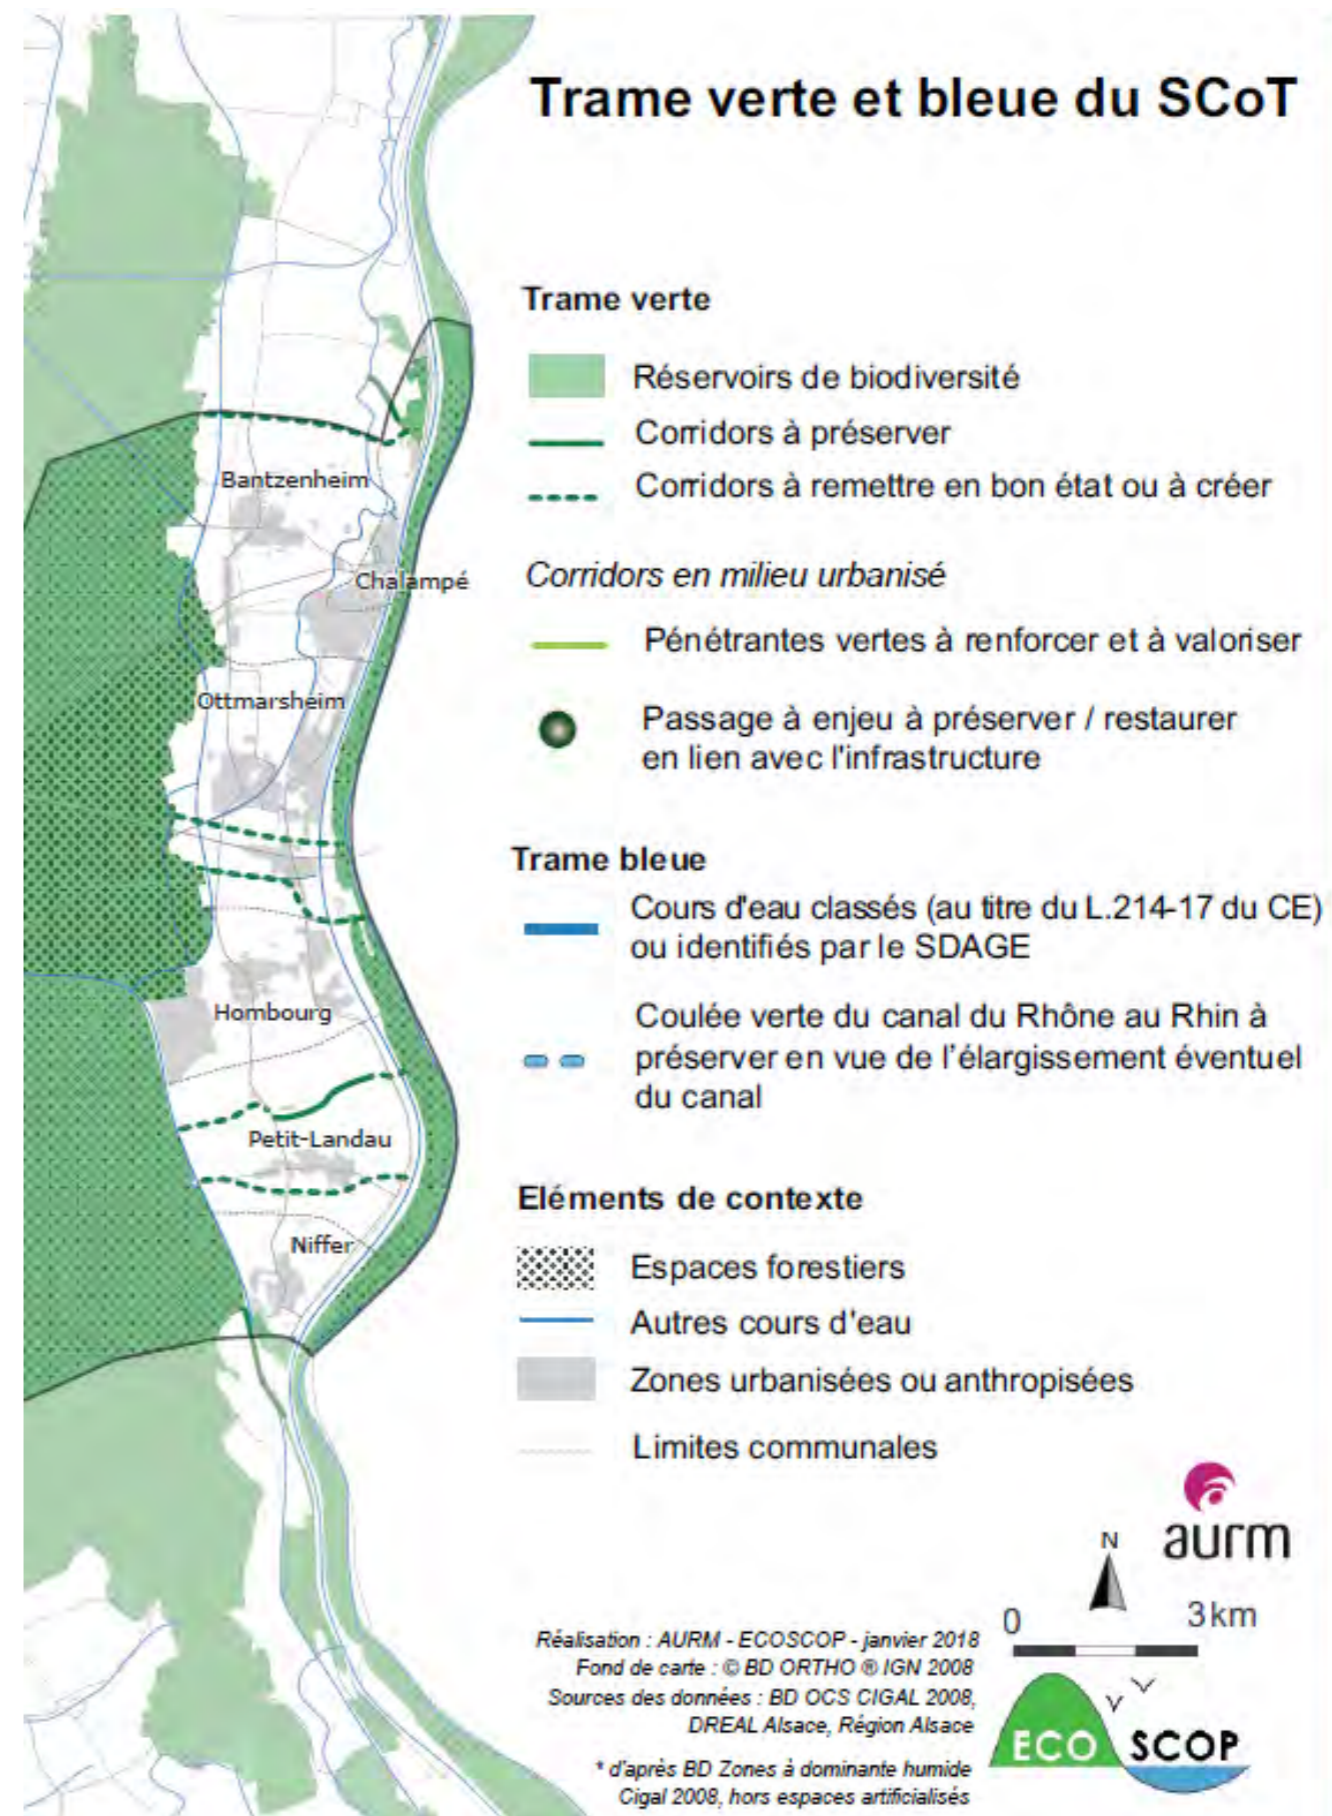 Trame verte et bleue du SCoT
Trame verte
Réservoirs de biodiversité
Corridors à préserver
Corridors à remettre en bon état ou à créer
Corridors en milieu urbanisé
Pénétrantes vertes à renforcer et à valoriser
Passage à enjeu à préserver / restaurer
en lien avec l'infrastructure
Trame bleue
Cours d'eau classés (au titre du L.214-17 du CE)
ou identifiés par le SDAGE
Coulée verte du canal du Rhône au Rhin à
préserver en vue de l'élargissement éventuel
du canal
Eléments de contexte
Espaces forestiers
Autres cours d'eau
Zones urbanisées ou anthropisées
Limites communales
Bantzenheim
Chalampé
Ottmarsheim
Hombourg
Petit-Landau
Niffer
aurm
N
0 3 km
Réalisation : AURM - ECOSCOP - janvier 2018
Fond de carte : © BD ORTHO ® IGN 2008
Sources des données : BD OCS CIGAL 2008,
DREAL Alsace, Région Alsace
* d'après BD Zones à dominante humide
Cigal 2008, hors espaces artificialisés
ECO SCOP